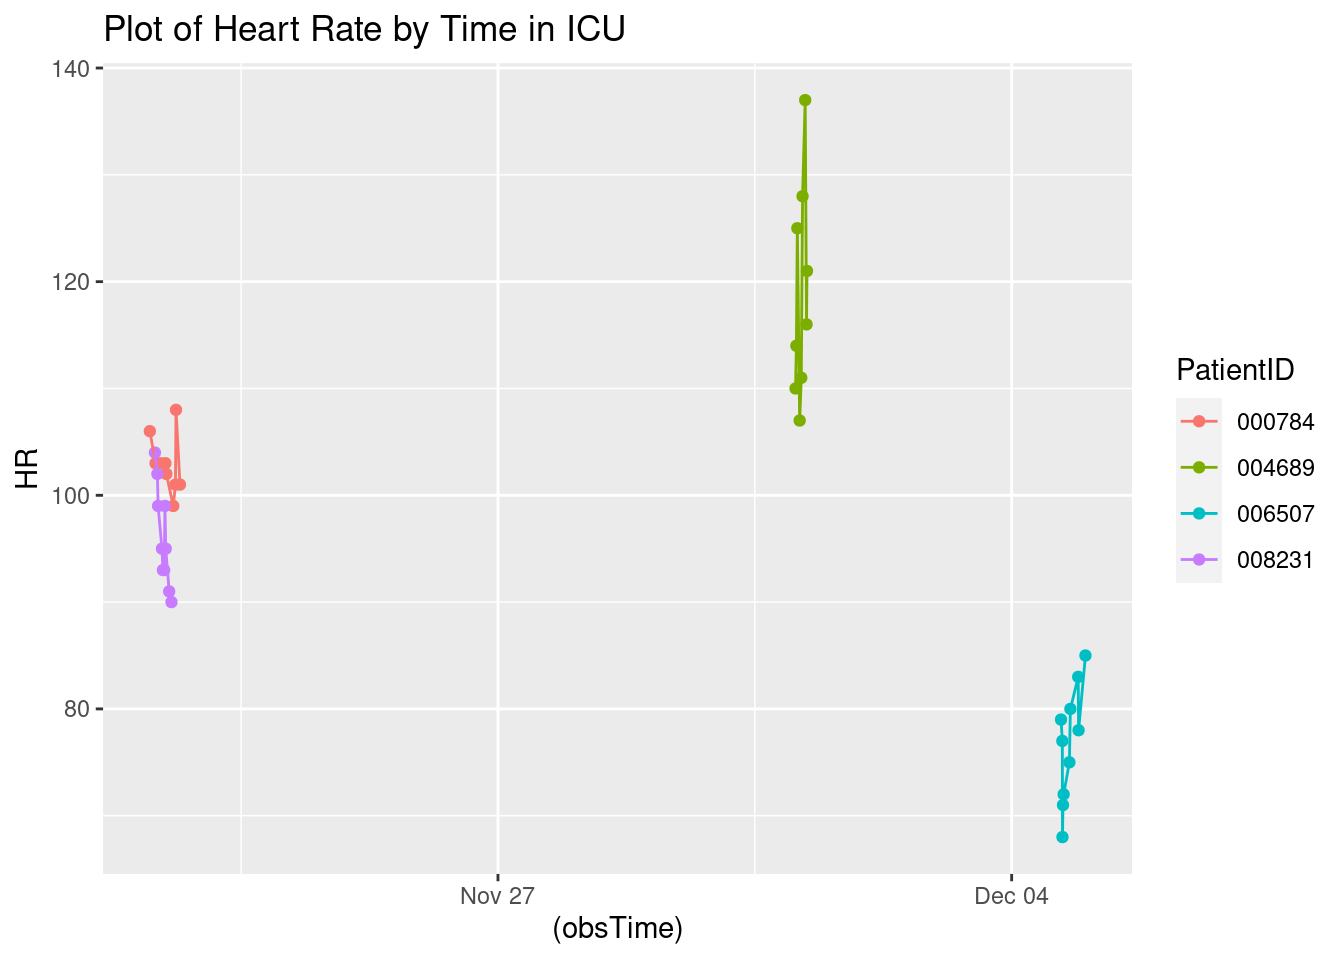 Plot of Heart Rate by Time in ICU
140
120
100
80
HR
Nov 27
Dec 04
(obsTime)
PatientID
000784
004689
006507
008231